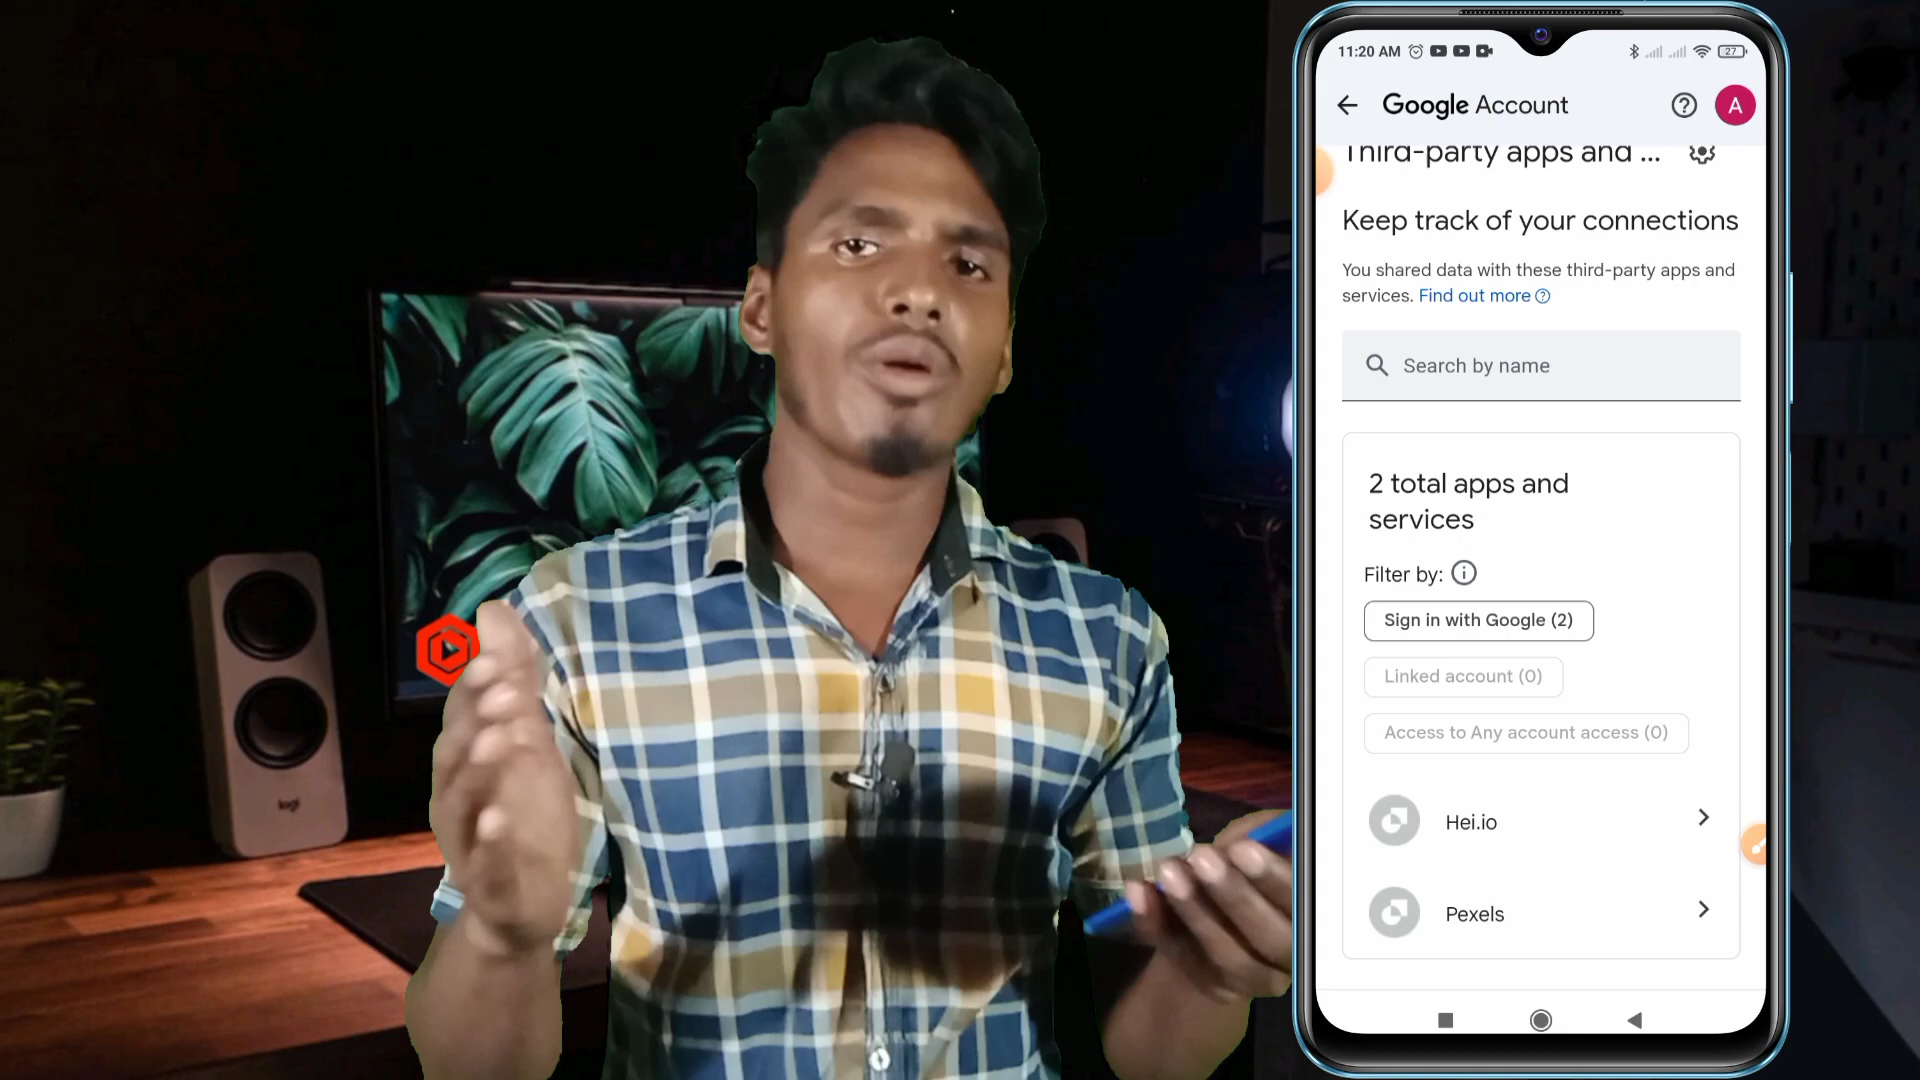 11:20 AM
27
Google Account
A
Third-party apps and ...
Keep track of your connections
You shared data with these third-party apps and
services. Find out more
Search by name
2 total apps and
services
Filter by:
Sign in with Google (2)
Linked account (0)
Access to Any account access (0)
Hei.io
Pexels
logi